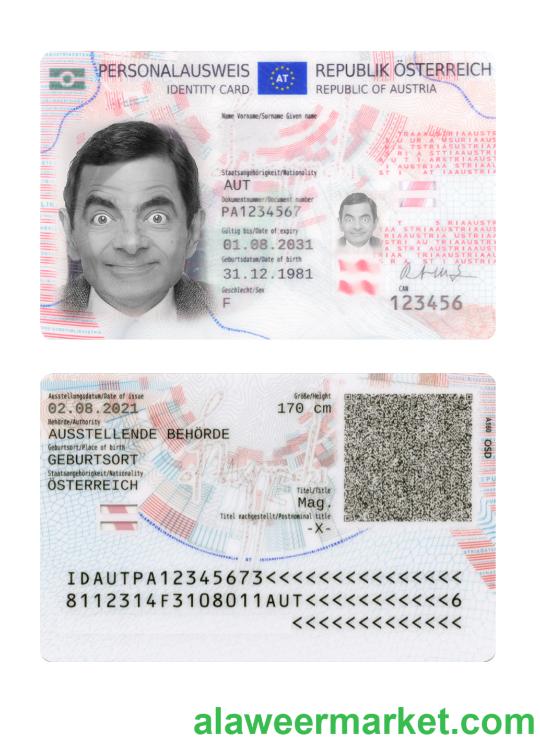 PERSONALAUSWEIS AT REPUBLIK ÖSTERREICH
IDENTITY CARD REPUBLIC OF AUSTRIA
Name Vorname/Surname Given name
Staatsangehörigkeit/Nationality
AUT
Dokumentnummer/Document number
PA1234567
Gültig bis/Date of expiry
01.08.2031
Geburtsdatum/Date of birth
31.12.1981
Geschlecht/Sex
F
CAN
123456
Ausstellungsdatum/Date of issue
02.08.2021
Größe/Height
170 cm
Behörde/Authority
AUSSTELLENDE BEHÖRDE
Geburtsort/Place of birth
GEBURTSORT
Staatsangehörigkeit/Nationality
ÖSTERREICH
Titel/Title
Mag.
Titel nachgestellt/Postnominal title
-X-
OSD
IDAUTPA12345673<<<<<<<<<<<<<<<
8112314F3108011AUT<<<<<<<<<<<6
<<<<<<<<<<<<<
alaweermarket.com